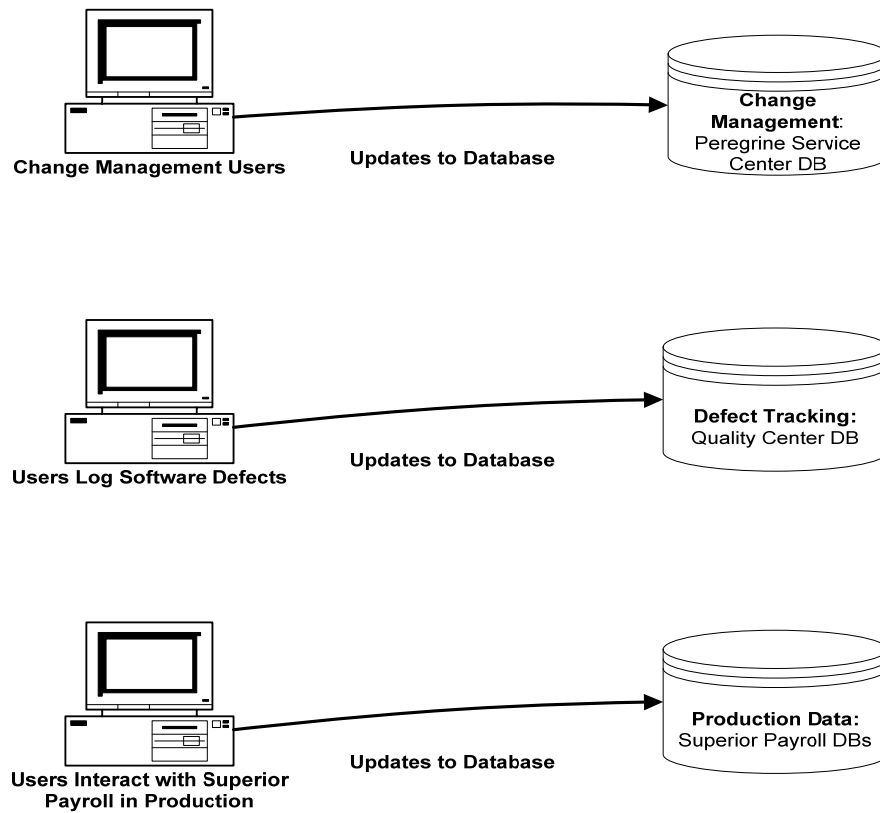 Change
Management:
Peregrine Service
Center DB
Change Management Users
Updates to Database
Defect Tracking:
Quality Center DB
Users Log Software Defects
Updates to Database
Production Data:
Superior Payroll DBs
Users Interact with Superior
Payroll in Production
Updates to Database